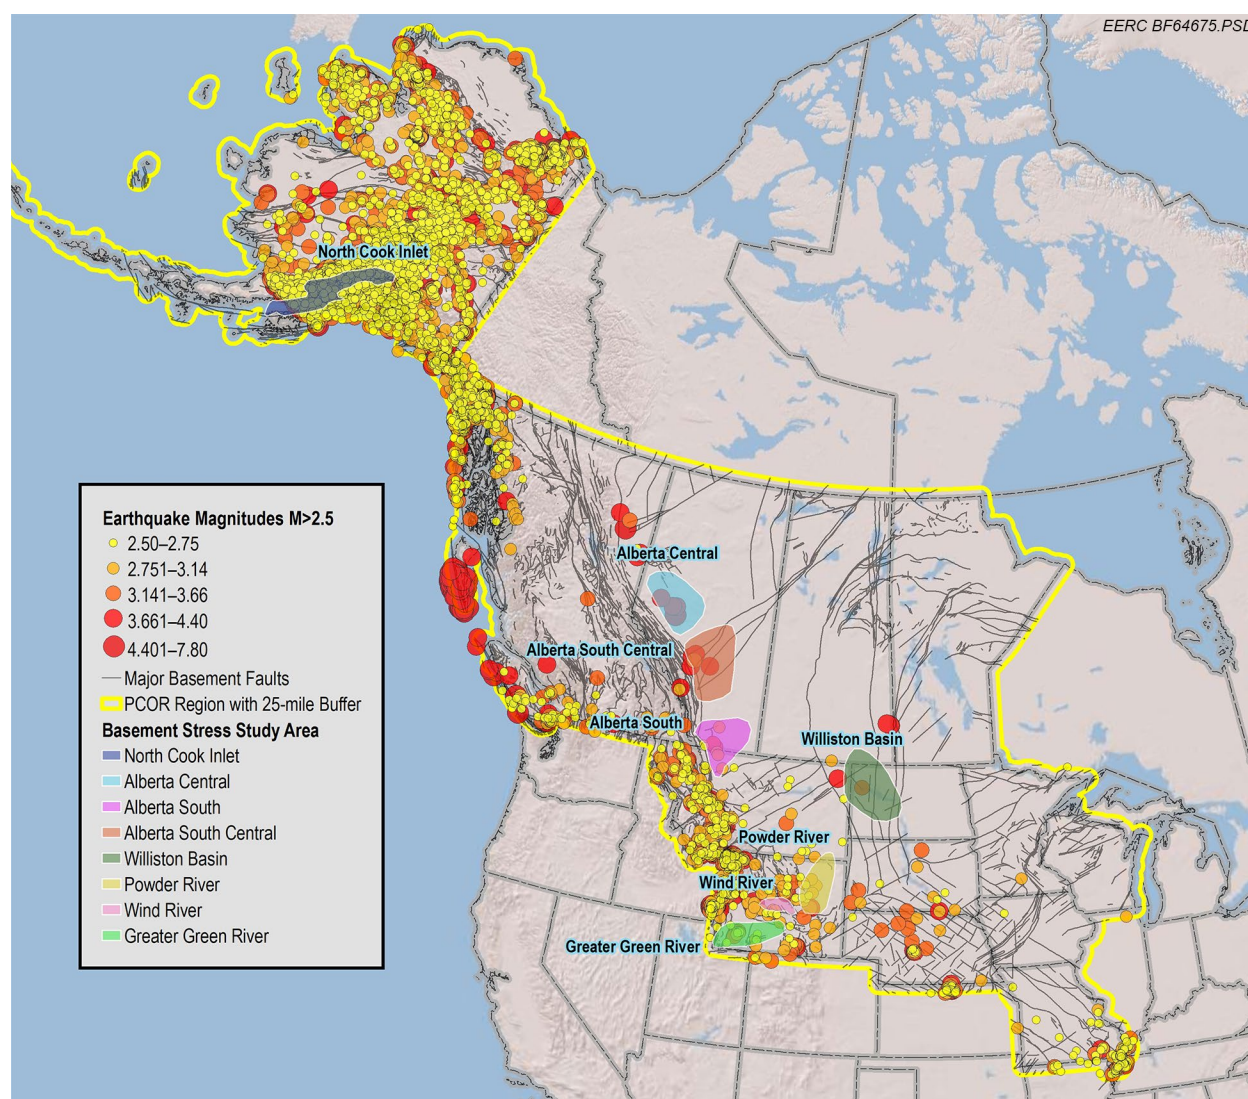 EERC BF64675.PSD
North Cook Inlet
Alberta Central
Alberta South Central
Alberta South
Williston Basin
Powder River
Wind River
Greater Green River
Earthquake Magnitudes M>2.5
2.50–2.75
2.751–3.14
3.141–3.66
3.661–4.40
4.401–7.80
Major Basement Faults
PCOR Region with 25-mile Buffer
Basement Stress Study Area
North Cook Inlet
Alberta Central
Alberta South
Alberta South Central
Williston Basin
Powder River
Wind River
Greater Green River